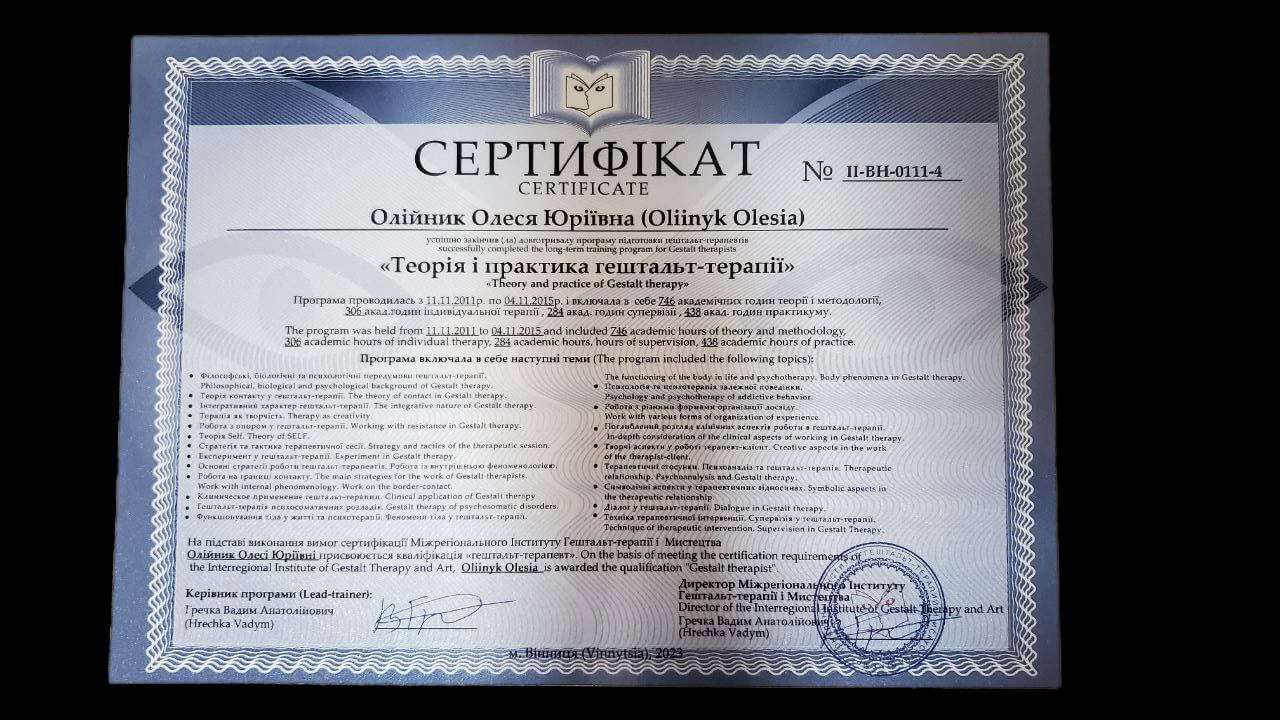 СЕРТИФІКАТ
CERTIFICATE
№ II-ВН-0111-4
Олійник Олеся Юріївна (Oliinyk Olesia)
успішно закінчив (ла) довготривалу програму підготовки гештальт-терапевтів
successfully completed the long-term training program for Gestalt therapists
«Теорія і практика гештальт-терапії»
«Theory and practice of Gestalt therapy»
Програма проводилась з 11.11.2011р. по 04.11.2015р. і включала в себе 746 академічних годин теорії і методології,
306 акад.годин індивідуальної терапії , 284 акад. годин супервізії , 438 акад. годин практикуму.
The program was held from 11.11.2011 to 04.11.2015 and included 746 academic hours of theory and methodology,
306 academic hours of individual therapy, 284 academic hours. hours of supervision, 438 academic hours of practice.
Програма включала в себе наступні теми (The program included the following topics):
• Філософські, біологічні та психологічні передумови гештальт-терапії.
Philosophical, biological and psychological background of Gestalt therapy.
• Теорія контакту у гештальт-терапії. The theory of contact in Gestalt therapy.
• Інтегративний характер гештальт-терапії. The integrative nature of Gestalt therapy.
• Терапія як творчість. Therapy as creativity.
• Робота з опором у гештальт-терапії. Working with resistance in Gestalt therapy.
• Теорія Self. Theory of SELF.
• Стратегія та тактика терапевтичної сесії. Strategy and tactics of the therapeutic session.
• Експеримент у гештальт-терапії. Experiment in Gestalt therapy.
• Основні стратегії роботи гештальт-терапевтів. Робота із внутрішньою феноменологією.
• Робота на границі контакту. The main strategies for the work of Gestalt therapists.
Work with internal phenomenology. Work on the border-contact.
• Клиническое применение гештальт-терапии. Clinical application of Gestalt therapy
• Гештальт-терапія психосоматичних розладів. Gestalt therapy of psychosomatic disorders.
• Функціонування тіла у житті та психотерапії. Феномени тіла у гештальт-терапії.
The functioning of the body in life and psychotherapy. Body phenomena in Gestalt therapy.
• Психологія та психотерапія залежної поведінки.
Psychology and psychotherapy of addictive behavior.
• Робота з різними формами організації досвіду.
Work with various forms of organization of experience.
• Поглиблений розгляд клінічних аспектів роботи в гештальт-терапії.
In-depth consideration of the clinical aspects of working in Gestalt therapy.
• Творчі аспекти у роботі терапевт-клієнт. Creative aspects in the work
of the therapist-client.
• Терапевтичні стосунки. Психоаналіз та гештальт-терапія. Therapeutic
relationship. Psychoanalysis and Gestalt therapy.
• Символічні аспекти у терапевтичних відносинах. Symbolic aspects in
the therapeutic relationship.
• Діалог у гештальт-терапії. Dialogue in Gestalt therapy.
• Техніка терапевтичної інтервенції. Супервізія у гештальт-терапії.
Technique of therapeutic intervention. Supervision in Gestalt Therapy.
На підставі виконання вимог сертифікації Міжрегіонального Інституту Гештальт-терапії і Мистецтва
Олійник Олесі Юріївні присвоюється кваліфікація «гештальт-терапевт». On the basis of meeting the certification requirements of
the Interregional Institute of Gestalt Therapy and Art, Oliinyk Olesia is awarded the qualification "Gestalt therapist".
Керівник програми (Lead-trainer):
Гречка Вадим Анатолійович
(Hrechka Vadym)
Директор Міжрегіонального Інституту
Гештальт-терапії і Мистецтва
Director of the Interregional Institute of Gestalt Therapy and Art
Гречка Вадим Анатолійович
(Hrechka Vadym)
м. Вінниця (Vinnytsia), 2023